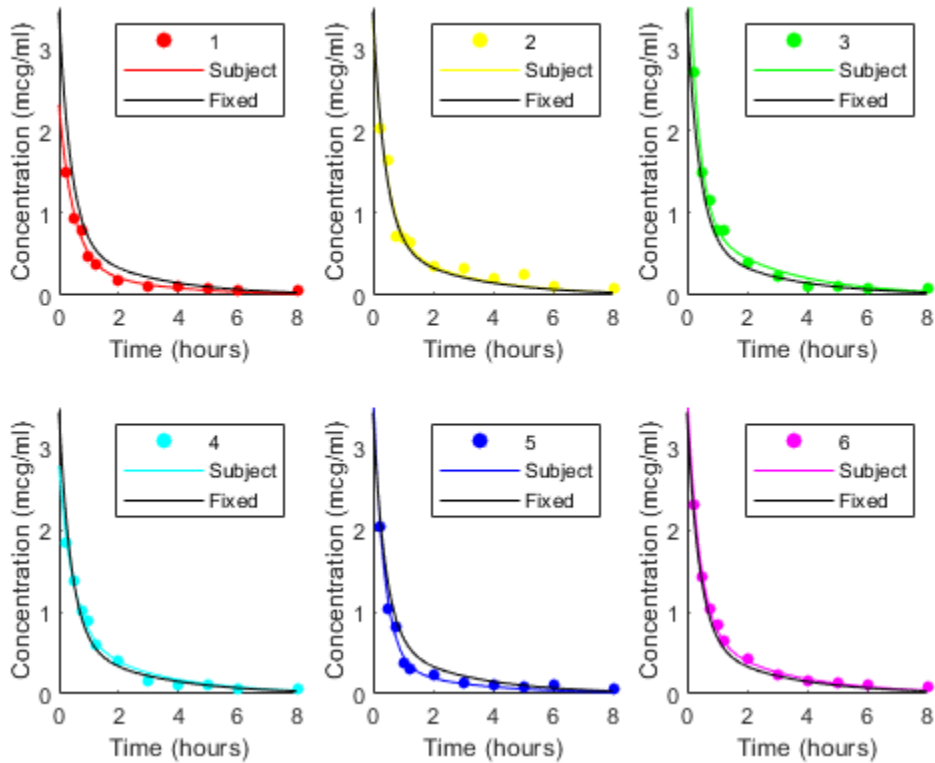 3
2
1
0
Concentration (mcg/ml)
1
Subject
Fixed
0 2 4 6 8
Time (hours)
3
2
1
0
Concentration (mcg/ml)
2
Subject
Fixed
0 2 4 6 8
Time (hours)
3
2
1
0
Concentration (mcg/ml)
3
Subject
Fixed
0 2 4 6 8
Time (hours)
3
2
1
0
Concentration (mcg/ml)
4
Subject
Fixed
0 2 4 6 8
Time (hours)
3
2
1
0
Concentration (mcg/ml)
5
Subject
Fixed
0 2 4 6 8
Time (hours)
3
2
1
0
Concentration (mcg/ml)
6
Subject
Fixed
0 2 4 6 8
Time (hours)